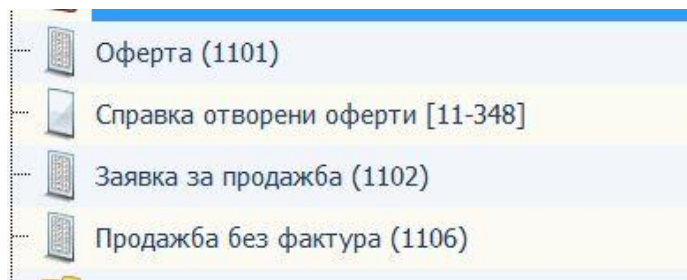 Оферта (1101)
Справка отворени оферти [11-348]
Заявка за продажба (1102)
Продажба без фактура (1106)